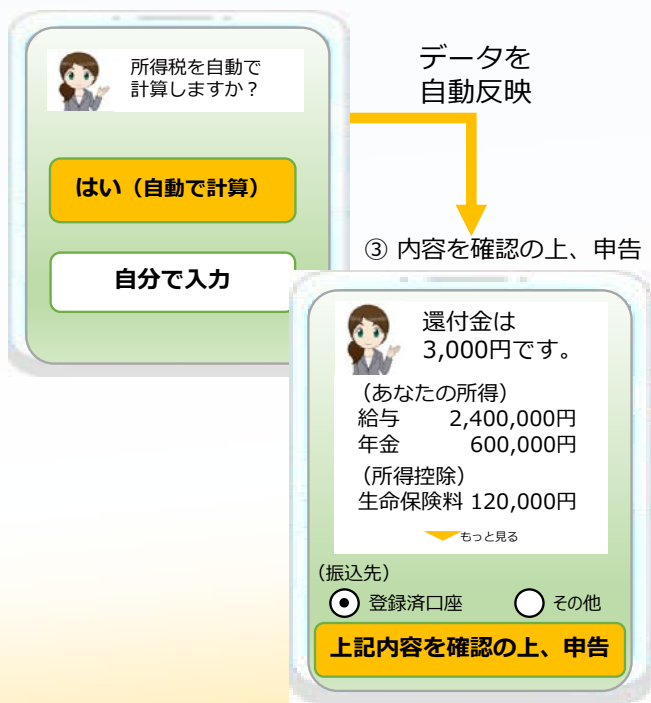 所得税を自動で
計算しますか？
はい（自動で計算）
自分で入力
データを
自動反映
③ 内容を確認の上、申告
還付金は
3,000円です。
（あなたの所得）
給与 2,400,000円
年金 600,000円
（所得控除）
生命保険料 120,000円
もっと見る
（振込先）
登録済口座 その他
上記内容を確認の上、申告